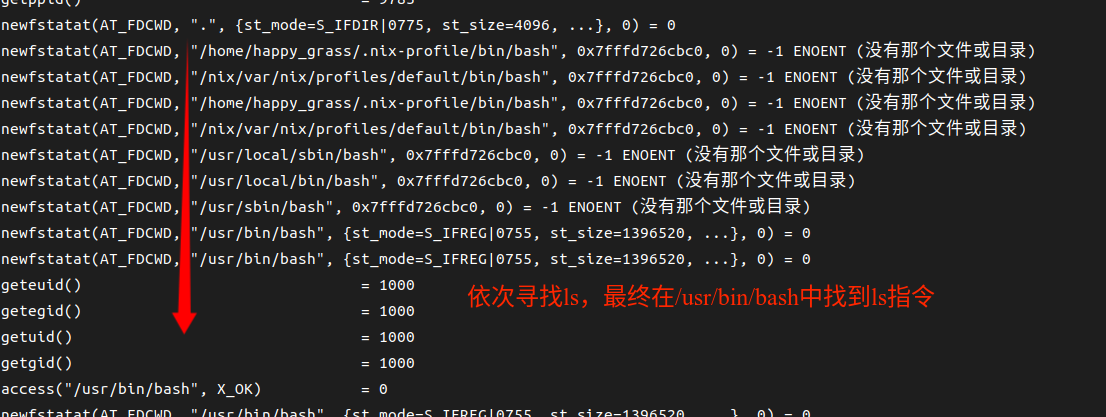 getppid() = 9783
newfstatat(AT_FDCWD, ".", {st_mode=S_IFDIR|0775, st_size=4096, ...}, 0) = 0
newfstatat(AT_FDCWD, "/home/happy_grass/.nix-profile/bin/bash", 0x7fffd726cbc0, 0) = -1 ENOENT (没有那个文件或目录)
newfstatat(AT_FDCWD, "/nix/var/nix/profiles/default/bin/bash", 0x7fffd726cbc0, 0) = -1 ENOENT (没有那个文件或目录)
newfstatat(AT_FDCWD, "/home/happy_grass/.nix-profile/bin/bash", 0x7fffd726cbc0, 0) = -1 ENOENT (没有那个文件或目录)
newfstatat(AT_FDCWD, "/nix/var/nix/profiles/default/bin/bash", 0x7fffd726cbc0, 0) = -1 ENOENT (没有那个文件或目录)
newfstatat(AT_FDCWD, "/usr/local/sbin/bash", 0x7fffd726cbc0, 0) = -1 ENOENT (没有那个文件或目录)
newfstatat(AT_FDCWD, "/usr/local/bin/bash", 0x7fffd726cbc0, 0) = -1 ENOENT (没有那个文件或目录)
newfstatat(AT_FDCWD, "/usr/sbin/bash", 0x7fffd726cbc0, 0) = -1 ENOENT (没有那个文件或目录)
newfstatat(AT_FDCWD, "/usr/bin/bash", {st_mode=S_IFREG|0755, st_size=1396520, ...}, 0) = 0
newfstatat(AT_FDCWD, "/usr/bin/bash", {st_mode=S_IFREG|0755, st_size=1396520, ...}, 0) = 0
geteuid() = 1000
依次寻找ls，最终在/usr/bin/bash中找到ls指令
getegid() = 1000
getuid() = 1000
getgid() = 1000
access("/usr/bin/bash", X_OK) = 0
newfstatat(AT_FDCWD, "/usr/bin/bash", {st_mode=S_IFREG|0755, st_size=1396520, ...}, 0) = 0